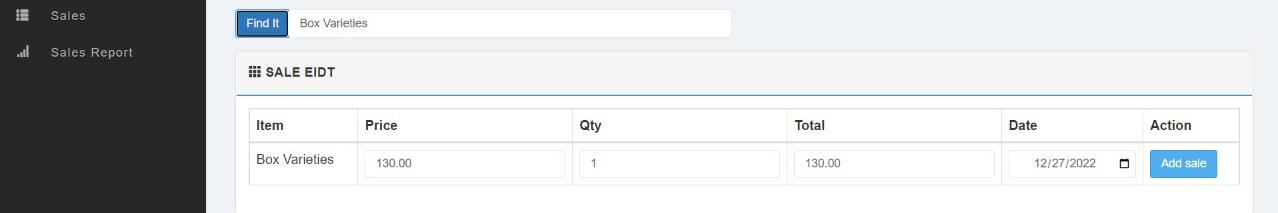 Sales
Sales Report
Find It Box Varieties
SALE EIDT
Item Price Qty Total Date Action
Box Varieties 130.00 1 130.00 12/27/2022 Add sale